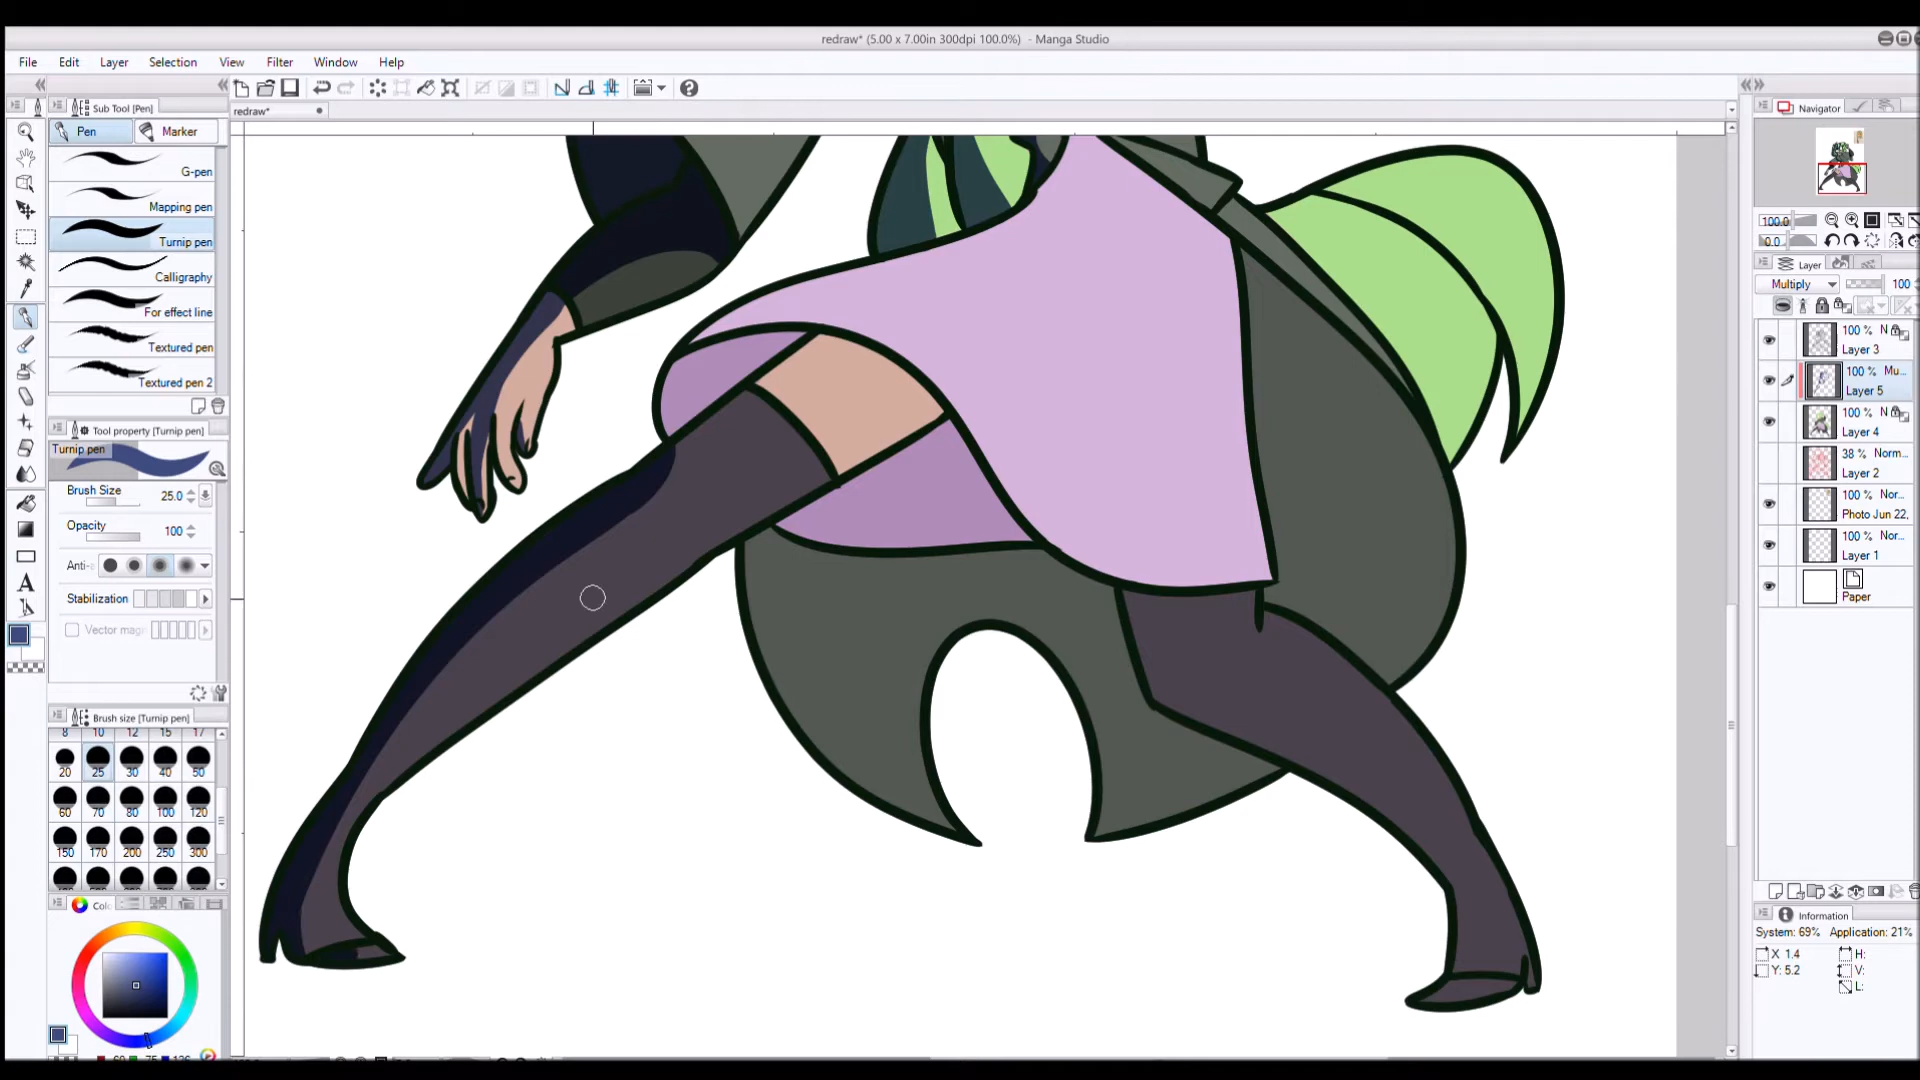 redraw* (5.00 x 7.00in 300dpi 100.0%) - Manga Studio
File Edit Layer Selection View Filter Window Help
Sub Tool [Pen]
Pen Marker
G-pen
Mapping pen
Turnip pen
Calligraphy
For effect line
Textured pen
Textured pen 2
Tool property [Turnip pen]
Turnip pen
Brush Size 25.0
Opacity 100
Anti-
Stabilization
Vector mag
Brush size [Turnip pen]
8 10 12 15 17
20 25 30 40 50
60 70 80 100 120
150 170 200 250 300
Colo
redraw*
Navigator
100.0
0.0
Layer
Multiply 100
100 % N
Layer 3
100 % Mu...
Layer 5
100 % N
Layer 4
38 % Norm...
Layer 2
100 % Nor...
Photo Jun 22,
100 % Nor...
Layer 1
Paper
Information
System: 69% Application: 21%
X 1.4 H:
Y: 5.2 V:
L: